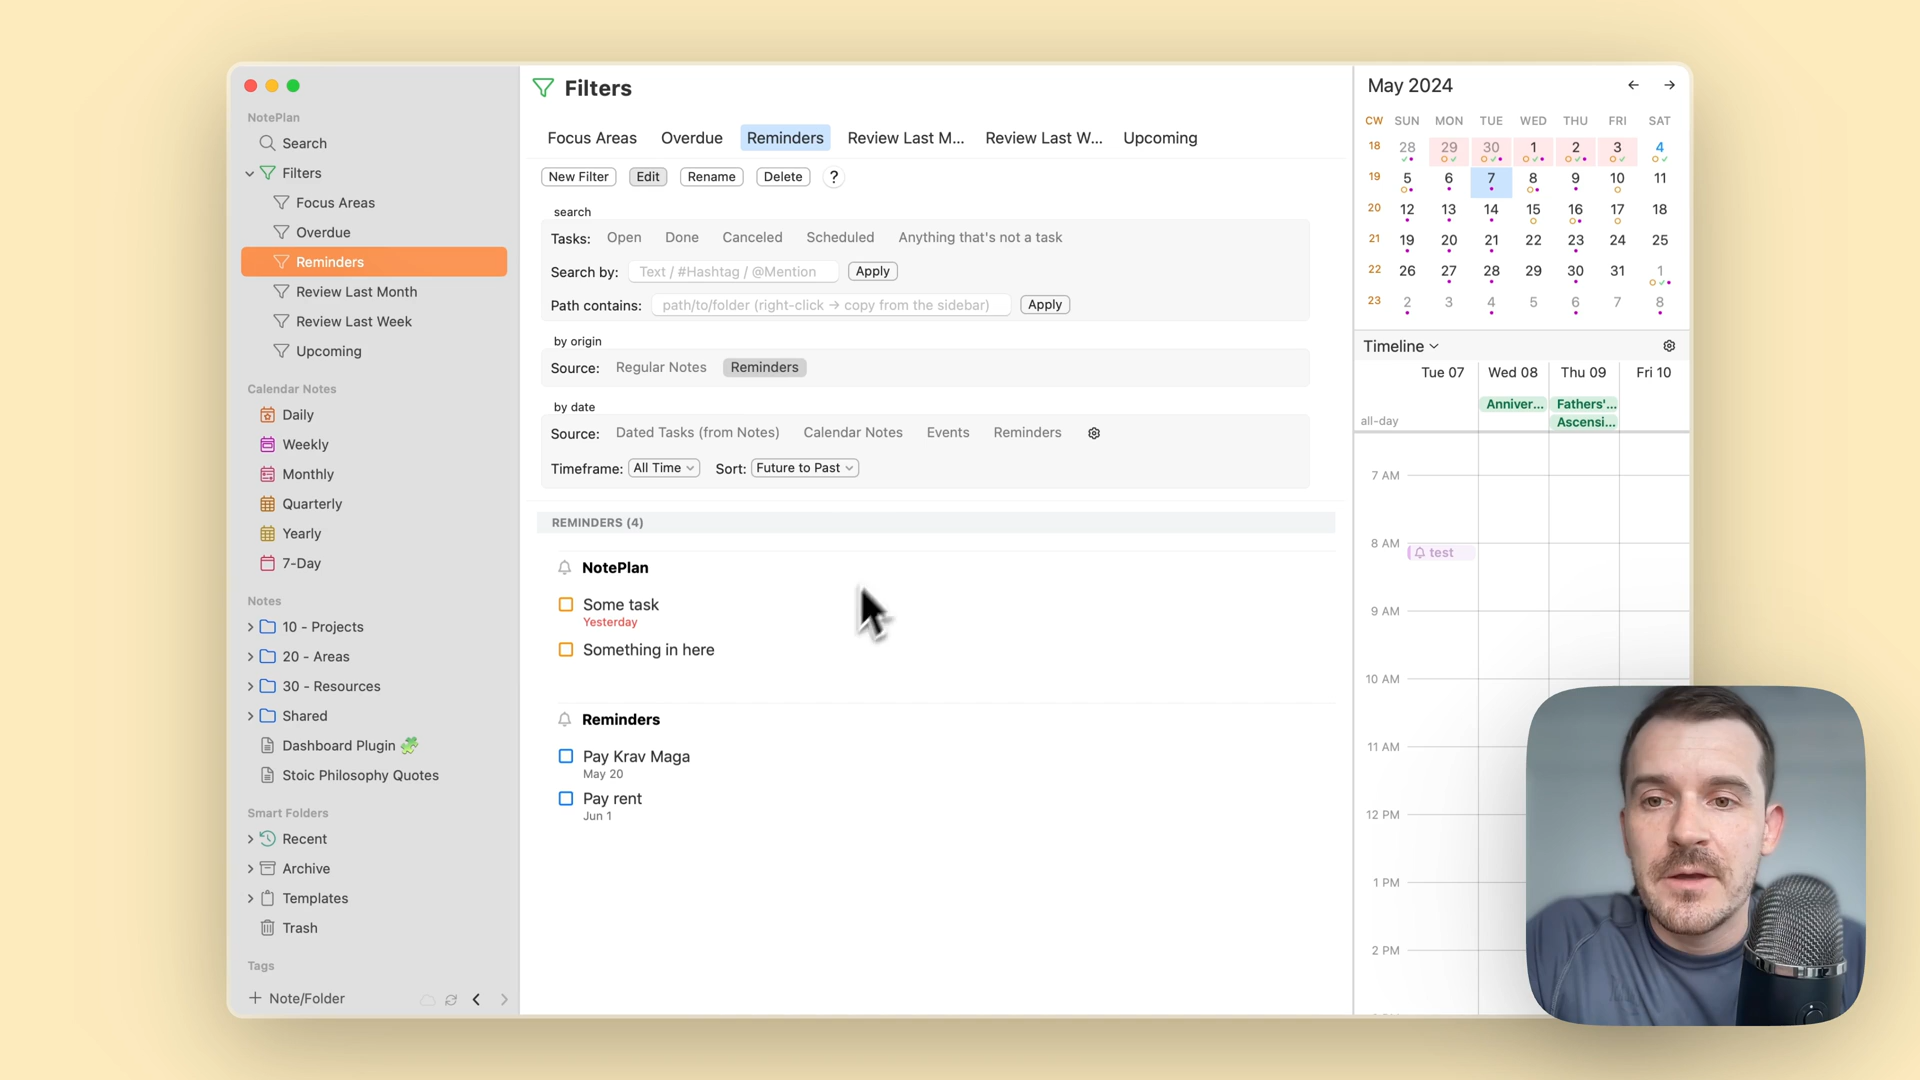 NotePlan
Search
Filters
Focus Areas
Overdue
Reminders
Review Last Month
Review Last Week
Upcoming
Calendar Notes
Daily
Weekly
Monthly
Quarterly
Yearly
7-Day
Notes
10 - Projects
20 - Areas
30 - Resources
Shared
Dashboard Plugin
Stoic Philosophy Quotes
Smart Folders
Recent
Archive
Templates
Trash
Tags
+ Note/Folder
Filters
Focus Areas Overdue Reminders Review Last M... Review Last W... Upcoming
New Filter Edit Rename Delete ?
search
Tasks: Open Done Canceled Scheduled Anything that's not a task
Search by: Text / #Hashtag / @Mention Apply
Path contains: path/to/folder (right-click → copy from the sidebar) Apply
by origin
Source: Regular Notes Reminders
by date
Source: Dated Tasks (from Notes) Calendar Notes Events Reminders
Timeframe: All Time Sort: Future to Past
REMINDERS (4)
NotePlan
Some task
Yesterday
Something in here
Reminders
Pay Krav Maga
May 20
Pay rent
Jun 1
May 2024 ← →
CW SUN MON TUE WED THU FRI SAT
18 28 29 30 1 2 3 4
19 5 6 7 8 9 10 11
20 12 13 14 15 16 17 18
21 19 20 21 22 23 24 25
22 26 27 28 29 30 31 1
23 2 3 4 5 6 7 8
Timeline
Tue 07 Wed 08 Thu 09 Fri 10
Anniver... Fathers'...
all-day Ascensi...
7 AM
8 AM
test
9 AM
10 AM
11 AM
12 PM
1 PM
2 PM